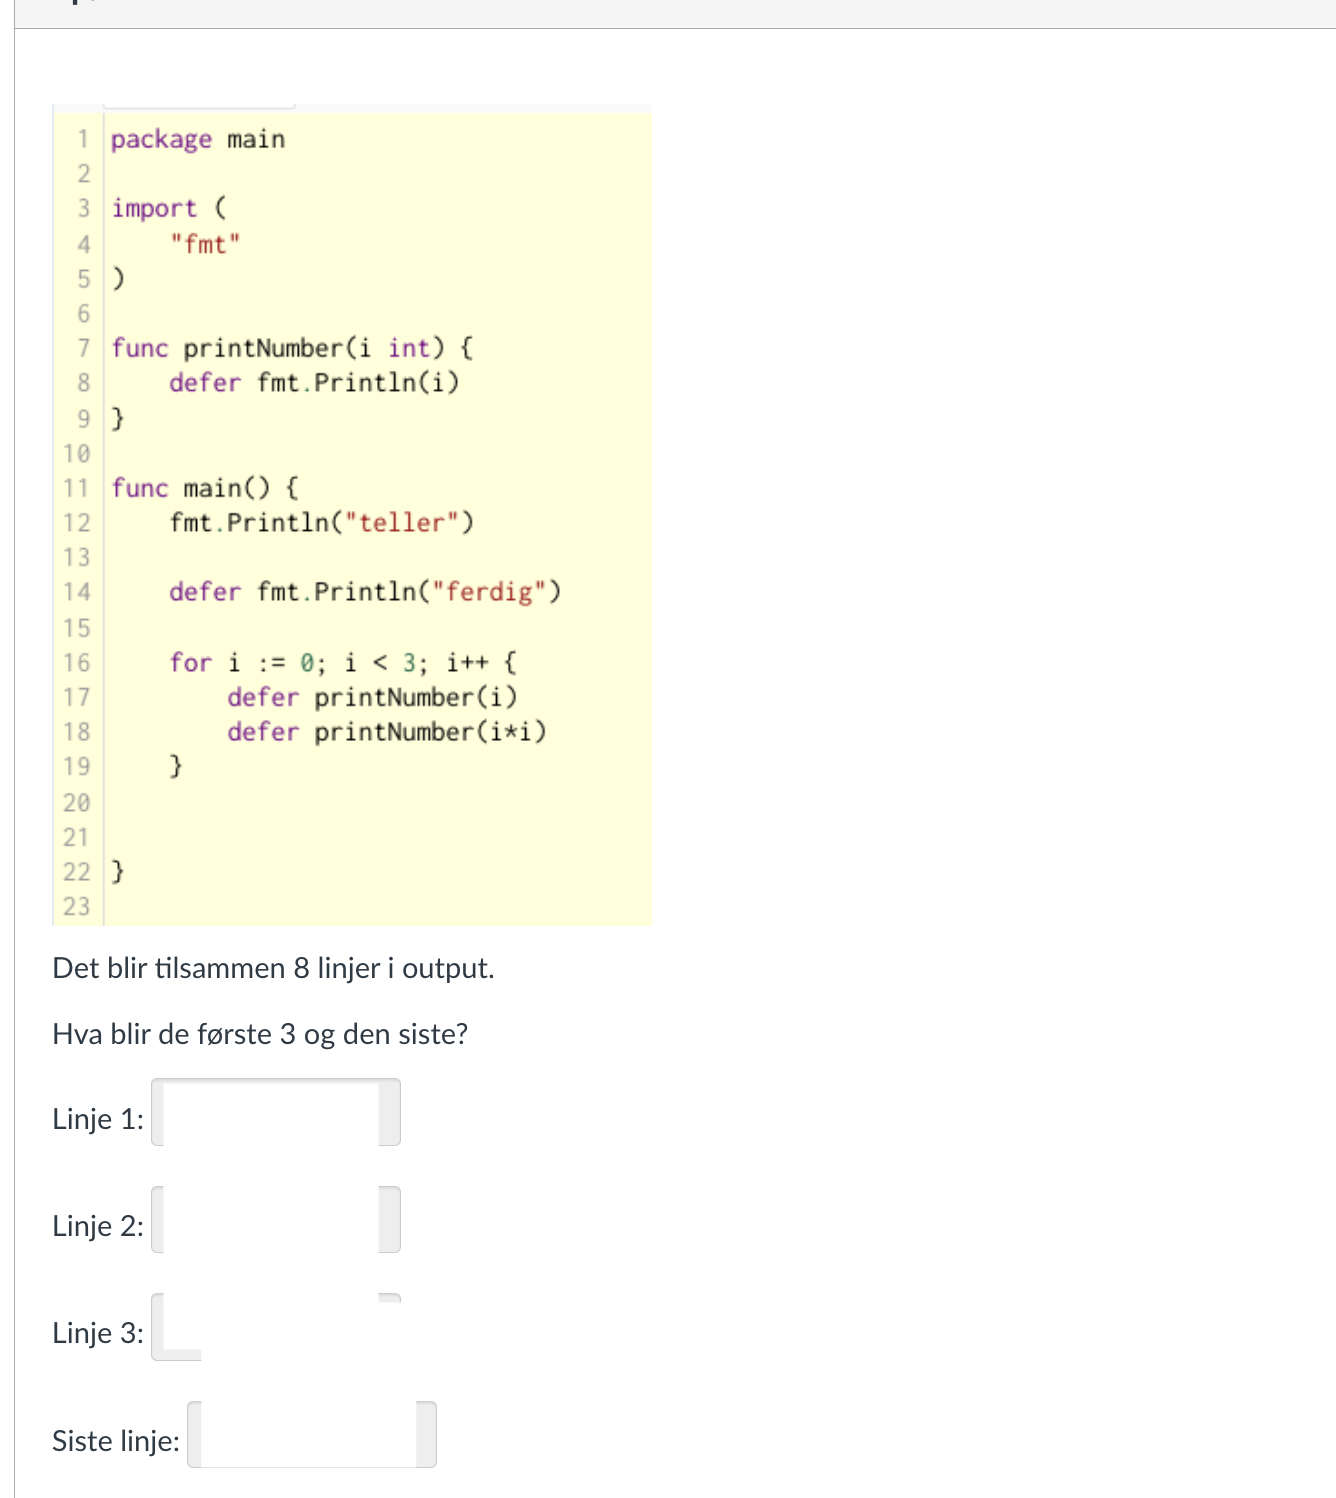 1 package main
2
3 import (
4     "fmt"
5 )
6
7 func printNumber(i int) {
8     defer fmt.Println(i)
9 }
10
11 func main() {
12     fmt.Println("teller")
13
14     defer fmt.Println("ferdig")
15
16     for i := 0; i < 3; i++ {
17         defer printNumber(i)
18         defer printNumber(i*i)
19     }
20
21
22 }
23
Det blir tilsammen 8 linjer i output.
Hva blir de første 3 og den siste?
Linje 1:
Linje 2:
Linje 3:
Siste linje: